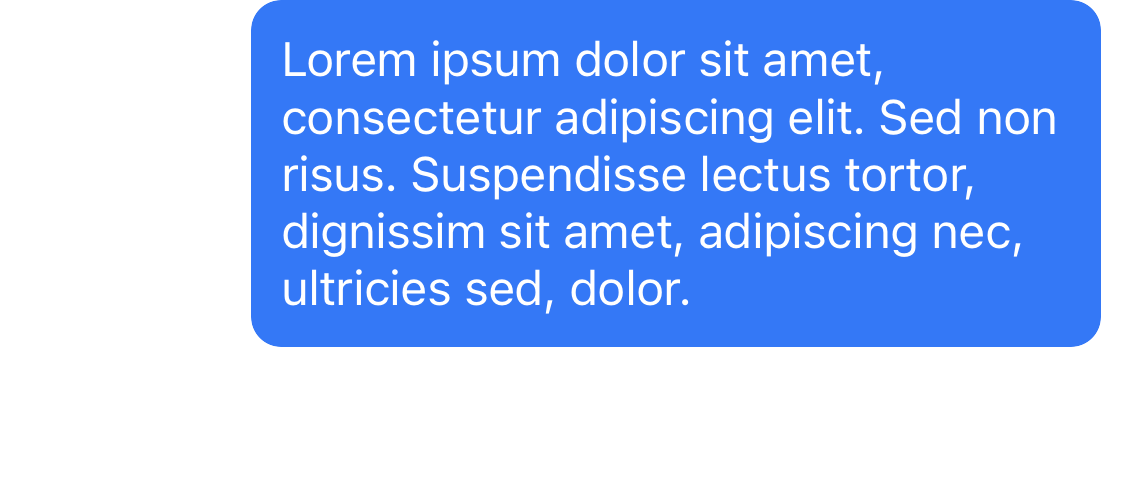 Lorem ipsum dolor sit amet,
consectetur adipiscing elit. Sed non
risus. Suspendisse lectus tortor,
dignissim sit amet, adipiscing nec,
ultricies sed, dolor.